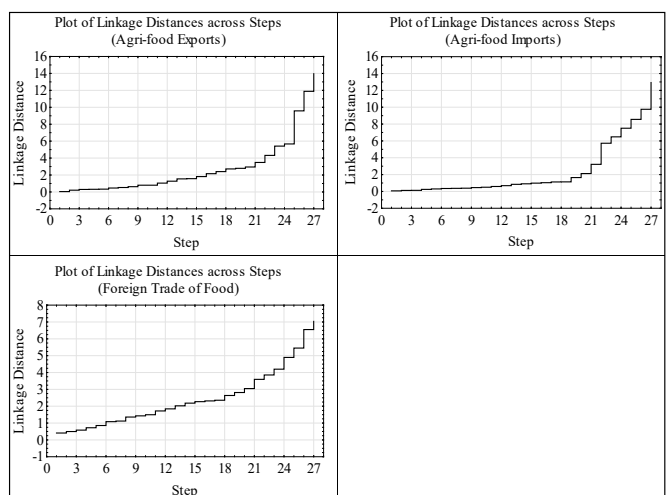 Plot of Linkage Distances across Steps
(Agri-food Exports)
16
14
12
10
8
6
4
2
0
-2
Linkage Distance
0 3 6 9 12 15 18 21 24 27
Step
Plot of Linkage Distances across Steps
(Agri-food Imports)
16
14
12
10
8
6
4
2
0
-2
Linkage Distance
0 3 6 9 12 15 18 21 24 27
Step
Plot of Linkage Distances across Steps
(Foreign Trade of Food)
8
7
6
5
4
3
2
1
0
-1
Linkage Distance
0 3 6 9 12 15 18 21 24 27
Step